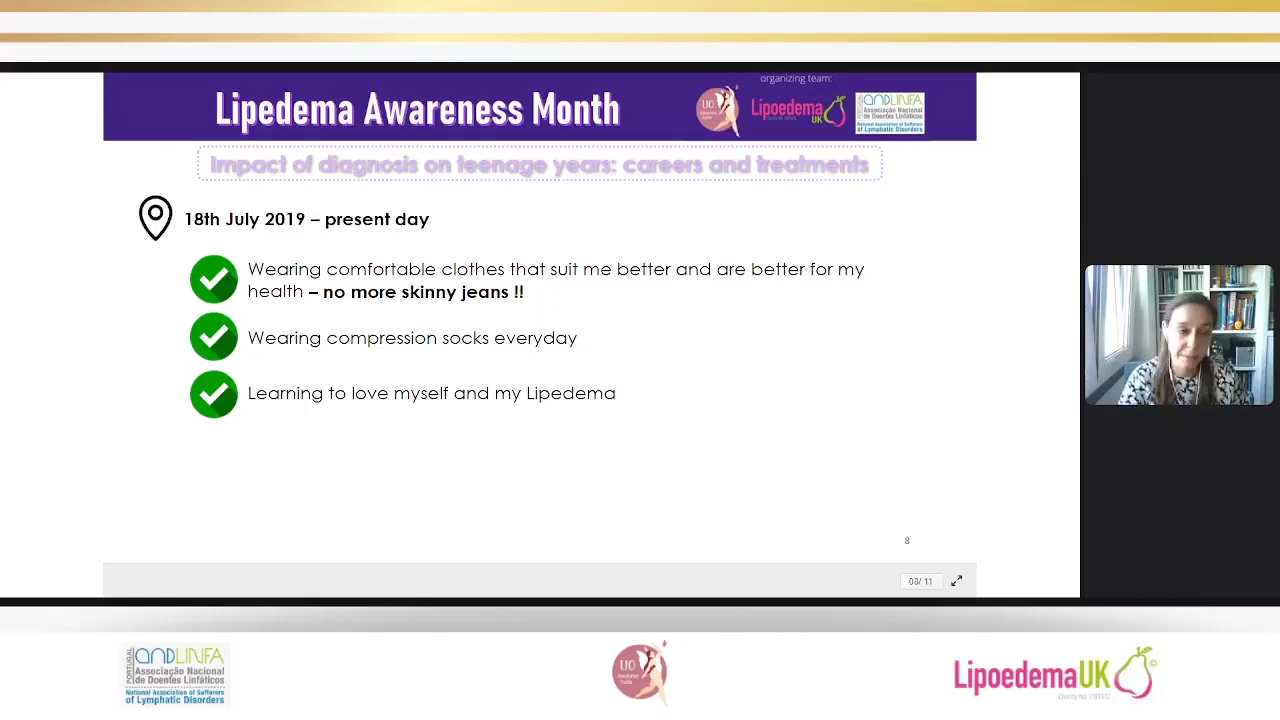 organizing team:
Lipedema Awareness Month
LIO
Lipoedema
UK
ANDLINFA
Associação Nacional
de Doentes Linfáticos
National Association of Sufferers
of Lymphatic Disorders
Impact of diagnosis on teenage years: careers and treatments
18th July 2019 – present day
Wearing comfortable clothes that suit me better and are better for my
health – no more skinny jeans !!
Wearing compression socks everyday
Learning to love myself and my Lipedema
8
08/ 11
PORTUGAL
ANDLINFA
Associação Nacional
de Doentes Linfáticos
National Association of Sufferers
of Lymphatic Disorders
LIO
LipoedemaUK